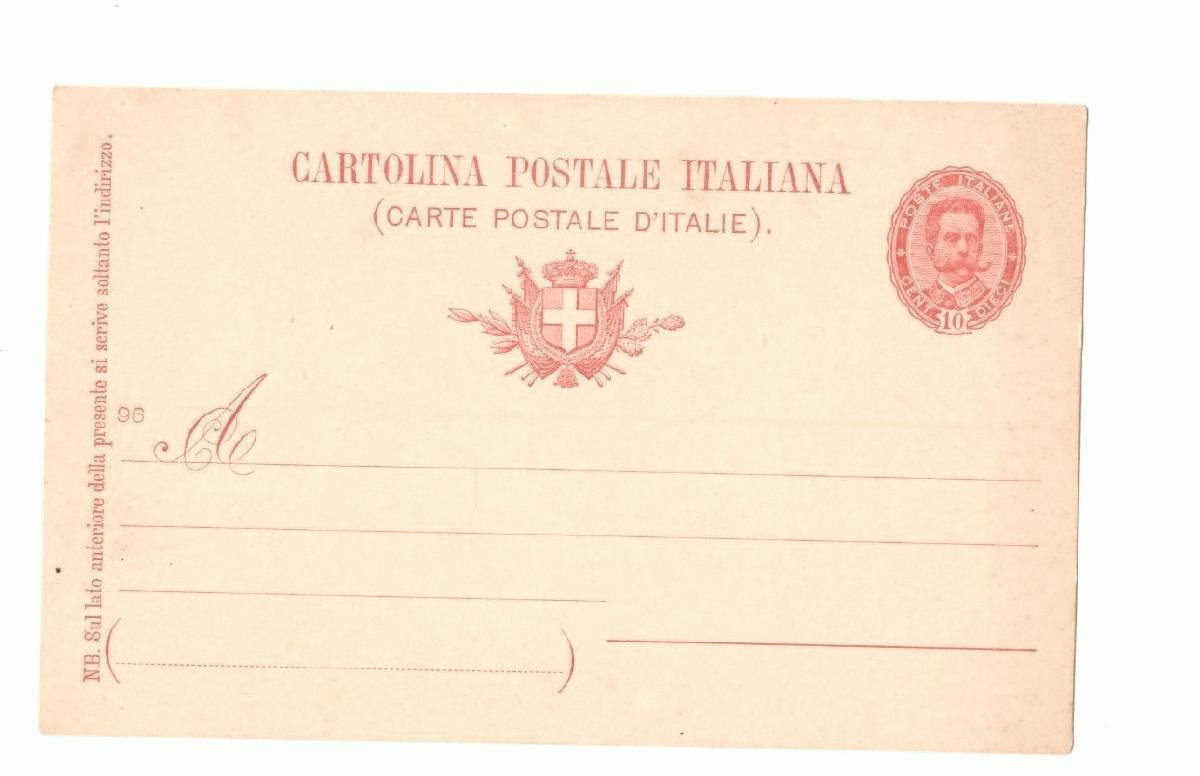 CARTOLINA POSTALE ITALIANA
(CARTE POSTALE D'ITALIE).
POSTE ITALIANE
CENT. 10 DIECI
NB. Sul lato anteriore della presente si scrive soltanto l'indirizzo.
96
A